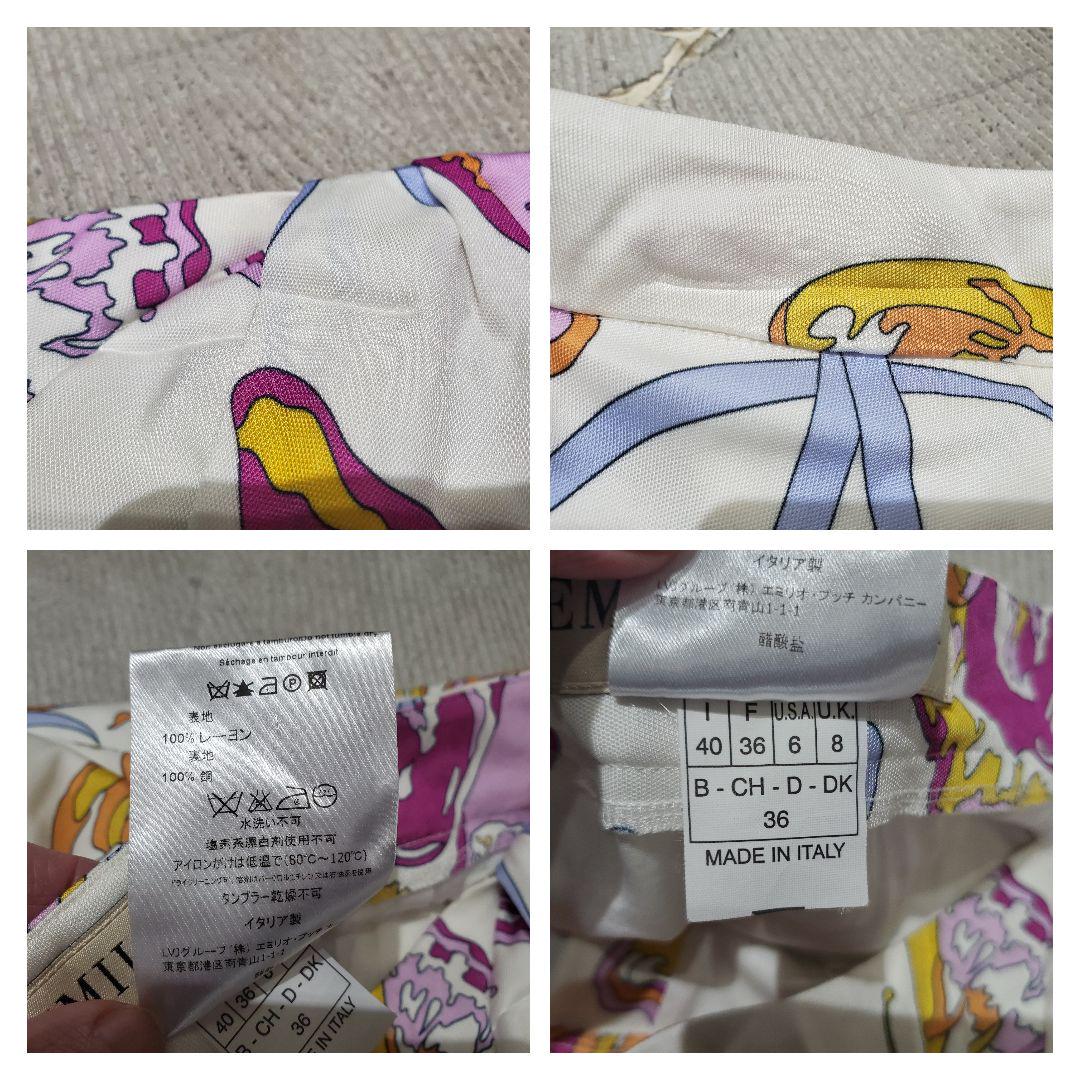 Séchage en tambour interdit
P
表地
100% レーヨン
裏地
100% 銅
水洗い不可
塩素系漂白剤使用不可
アイロンがけは低温で(80℃〜120℃)
タンブラー乾燥不可
イタリア製
LVJグループ(株) エミリオ・プッチ
東京都港区南青山1-1-1
EMIL
40 36
B - CH - D - DK
36
IN ITALY
イタリア製
LVJグループ(株) エミリオ・プッチ カンパニー
東京都港区南青山1-1-1
酢酸塩
EM
I F U.S.A. U.K.
40 36 6 8
B - CH - D - DK
36
MADE IN ITALY